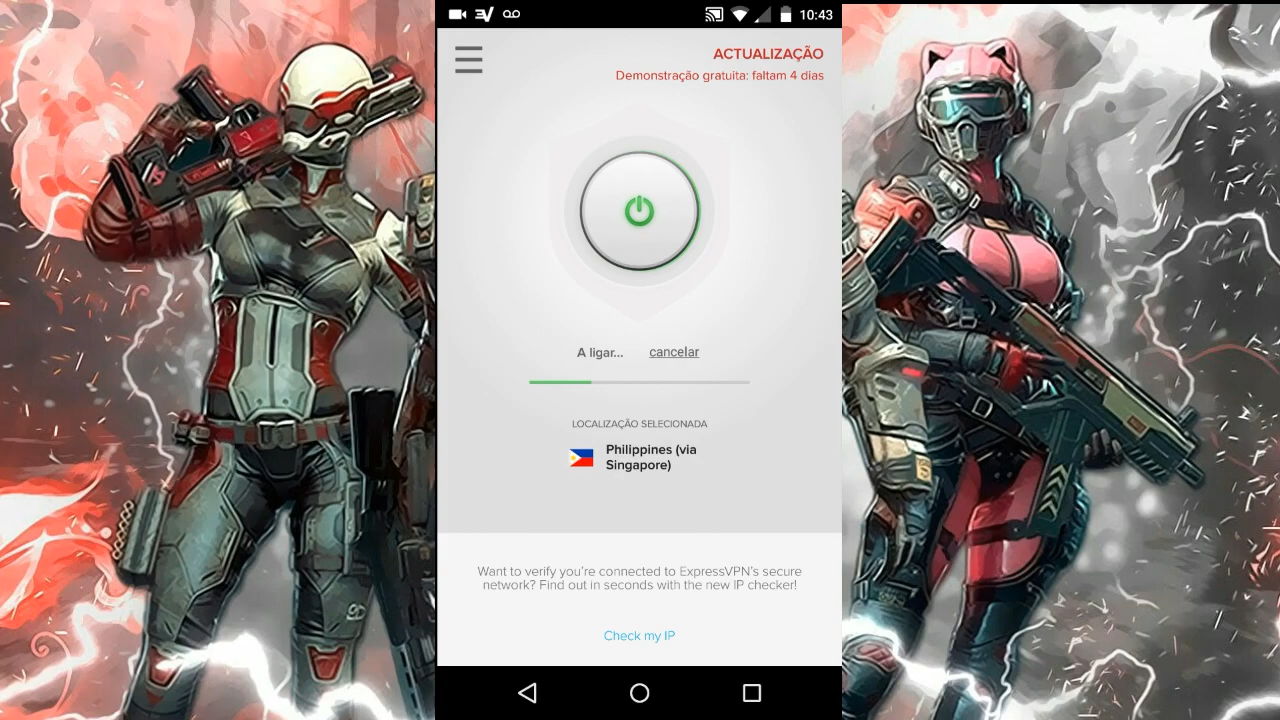 10:43
ACTUALIZAÇÃO
Demonstração gratuita: faltam 4 dias
A ligar... cancelar
LOCALIZAÇÃO SELECIONADA
Philippines (via
Singapore)
Want to verify you’re connected to ExpressVPN’s secure
network? Find out in seconds with the new IP checker!
Check my IP